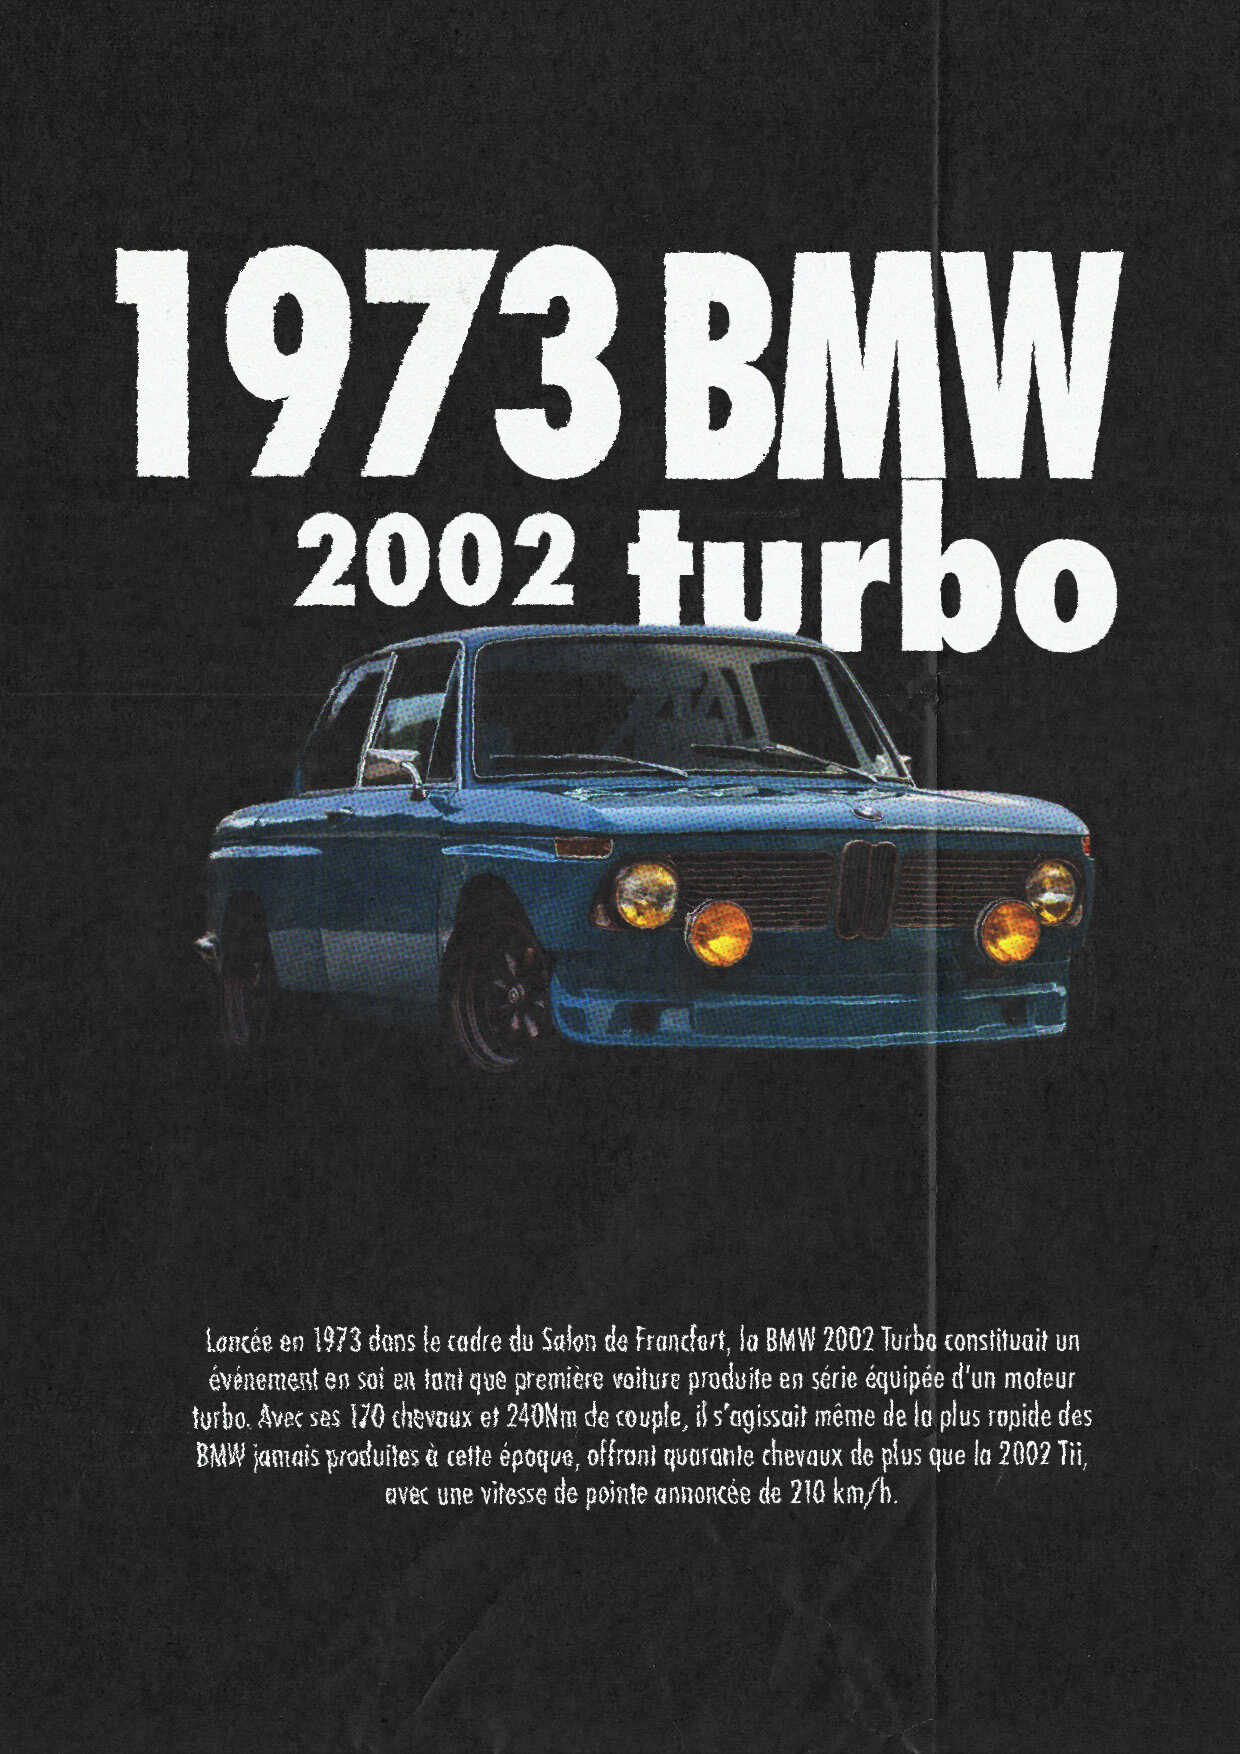 1973 BMW
2002 turbo
Lancée en 1973 dans le cadre du Salon de Francfort, la BMW 2002 Turbo constituait un
événement en soi en tant que première voiture produite en série équipée d'un moteur
turbo. Avec ses 170 chevaux et 240Nm de couple, il s'agissait même de la plus rapide des
BMW jamais produites à cette époque, offrant quarante chevaux de plus que la 2002 Tii,
avec une vitesse de pointe annoncée de 210 km/h.